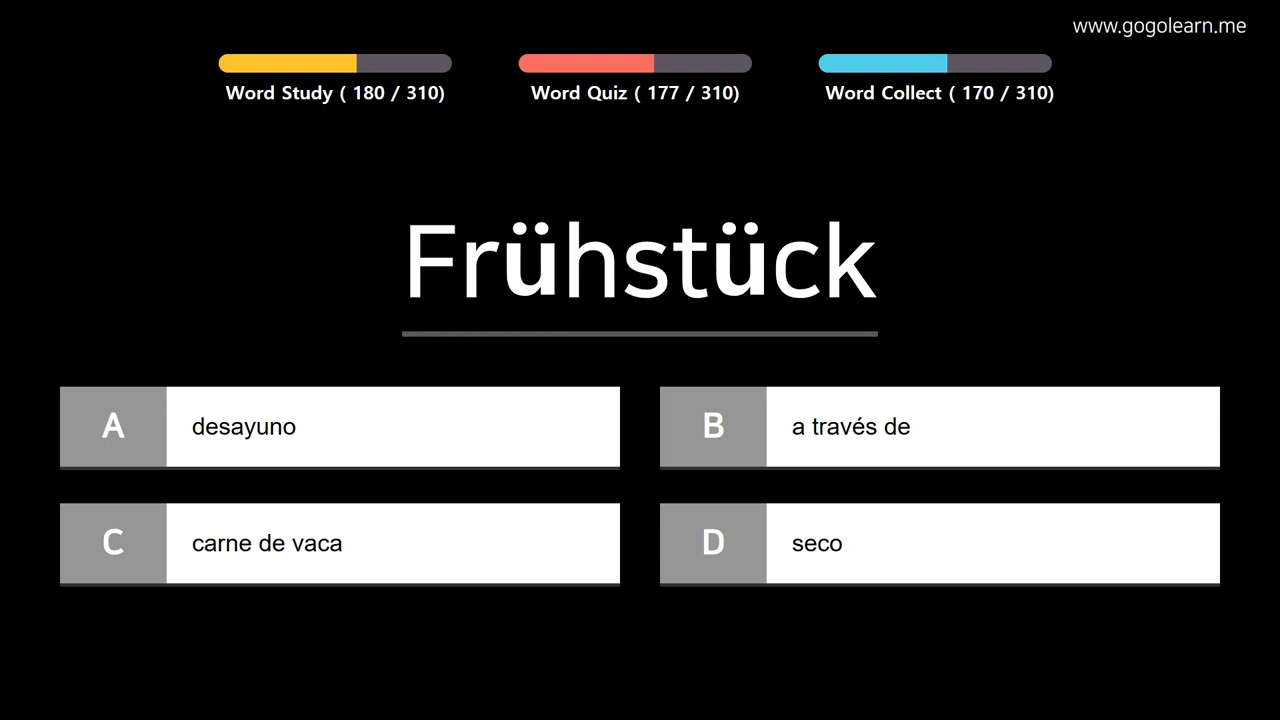 www.gogolearn.me
Word Study ( 180 / 310)
Word Quiz ( 177 / 310)
Word Collect ( 170 / 310)
Frühstück
A
desayuno
B
a través de
C
carne de vaca
D
seco